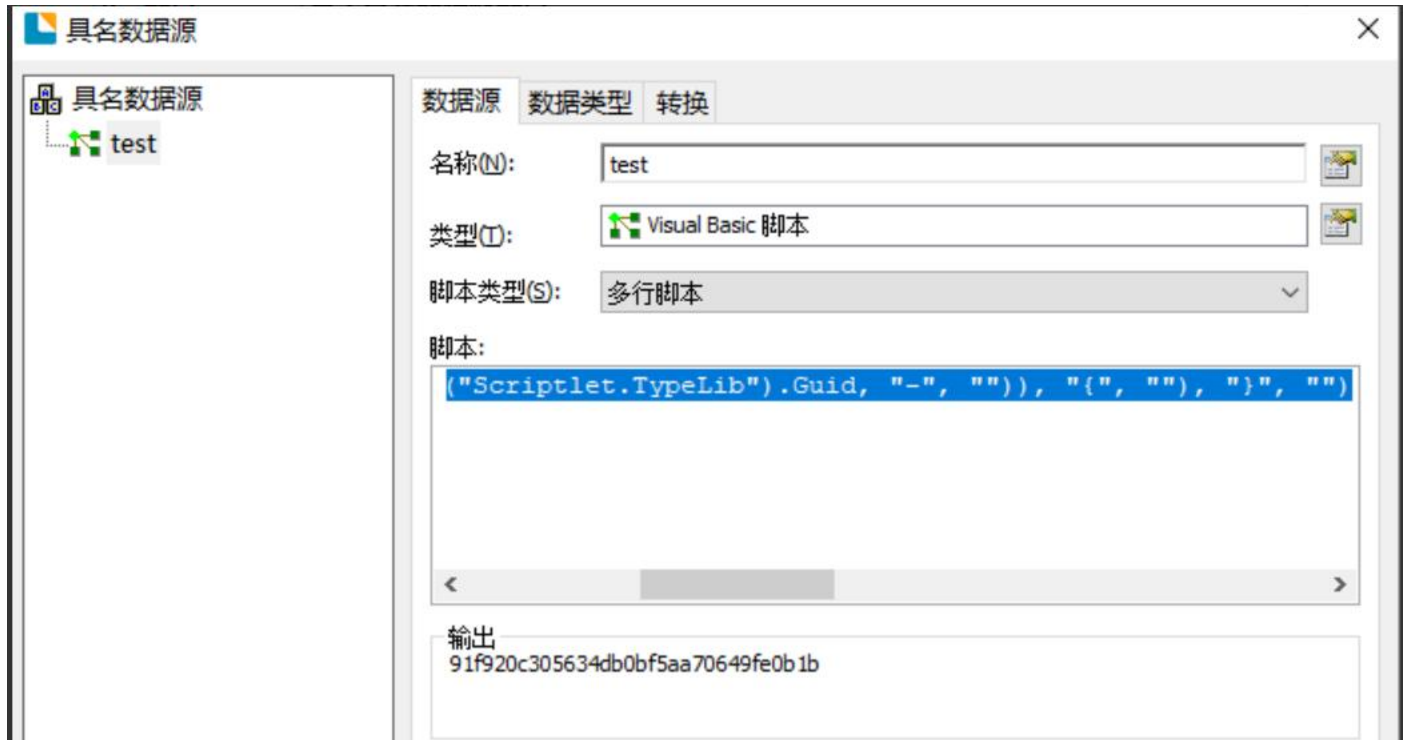 具名数据源
具名数据源
test
数据源 数据类型 转换
名称(N): test
类型(T): Visual Basic 脚本
脚本类型(S): 多行脚本
脚本:
("Scriptlet.TypeLib").Guid, "-", "")), "{", ""), "}", "")
输出
91f920c305634db0bf5aa70649fe0b1b